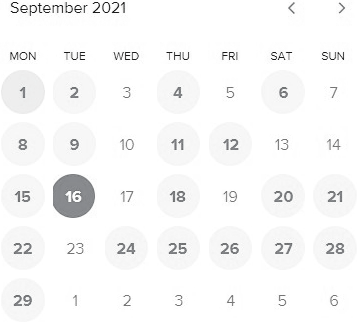 September 2021
MON TUE WED THU FRI SAT SUN
1 2 3 4 5 6 7
8 9 10 11 12 13 14
15 16 17 18 19 20 21
22 23 24 25 26 27 28
29 1 2 3 4 5 6